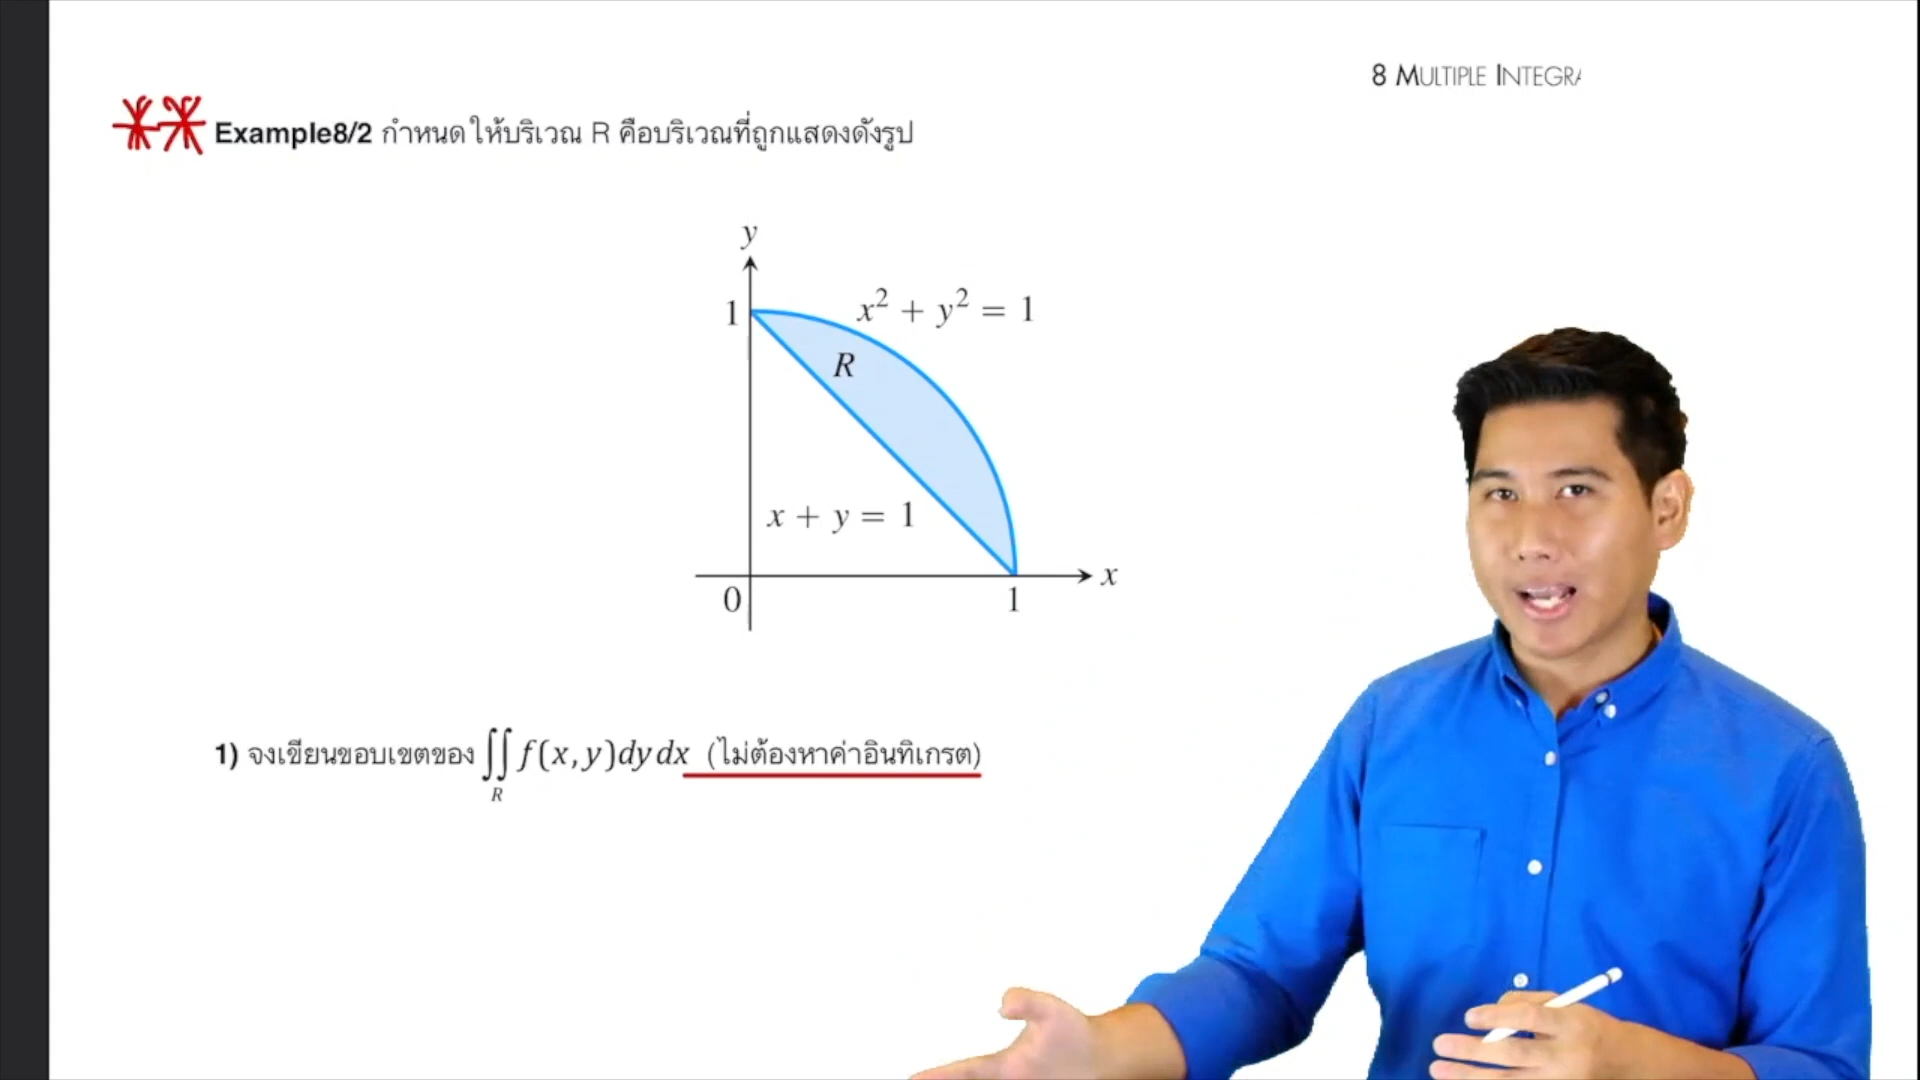 8 MULTIPLE INTEGRA
Example8/2 กำหนดให้บริเวณ R คือบริเวณที่ถูกแสดงดังรูป
y
1
x² + y² = 1
R
x + y = 1
x
0
1
1) จงเขียนขอบเขตของ ∬_R f(x,y)dy dx (ไม่ต้องหาค่าอินทิเกรต)